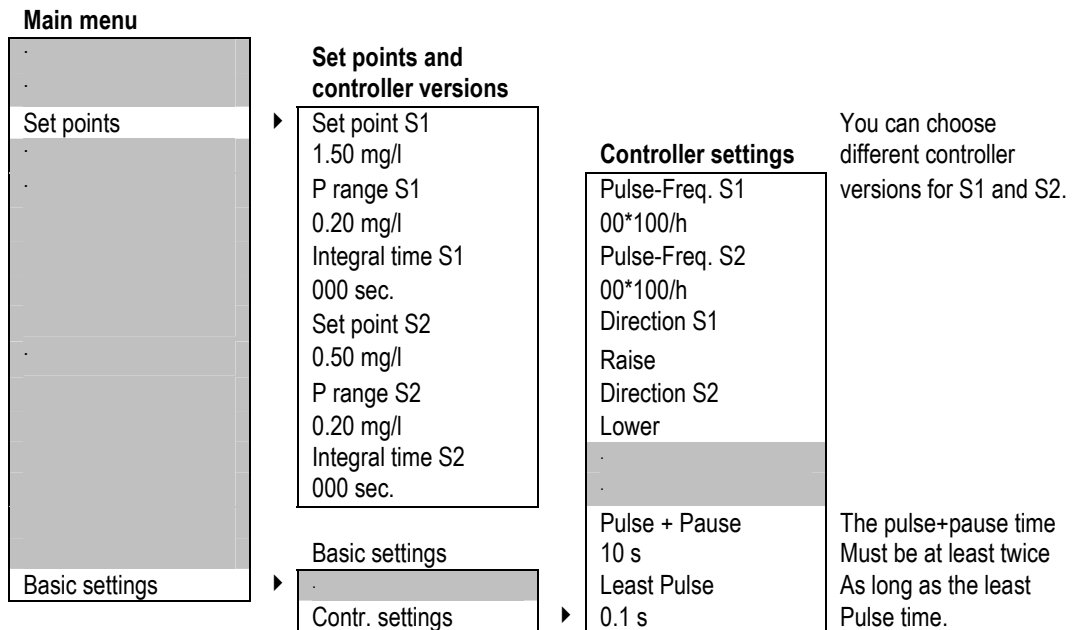 Main menu
.
.
Set points
.
.
.
Basic settings
Set points and
controller versions
Set point S1
1.50 mg/l
P range S1
0.20 mg/l
Integral time S1
000 sec.
Set point S2
0.50 mg/l
P range S2
0.20 mg/l
Integral time S2
000 sec.
Basic settings
.
Contr. settings
Controller settings
Pulse-Freq. S1
00*100/h
Pulse-Freq. S2
00*100/h
Direction S1
Raise
Direction S2
Lower
.
.
Pulse + Pause
10 s
Least Pulse
0.1 s
You can choose
different controller
versions for S1 and S2.
The pulse+pause time
Must be at least twice
As long as the least
Pulse time.